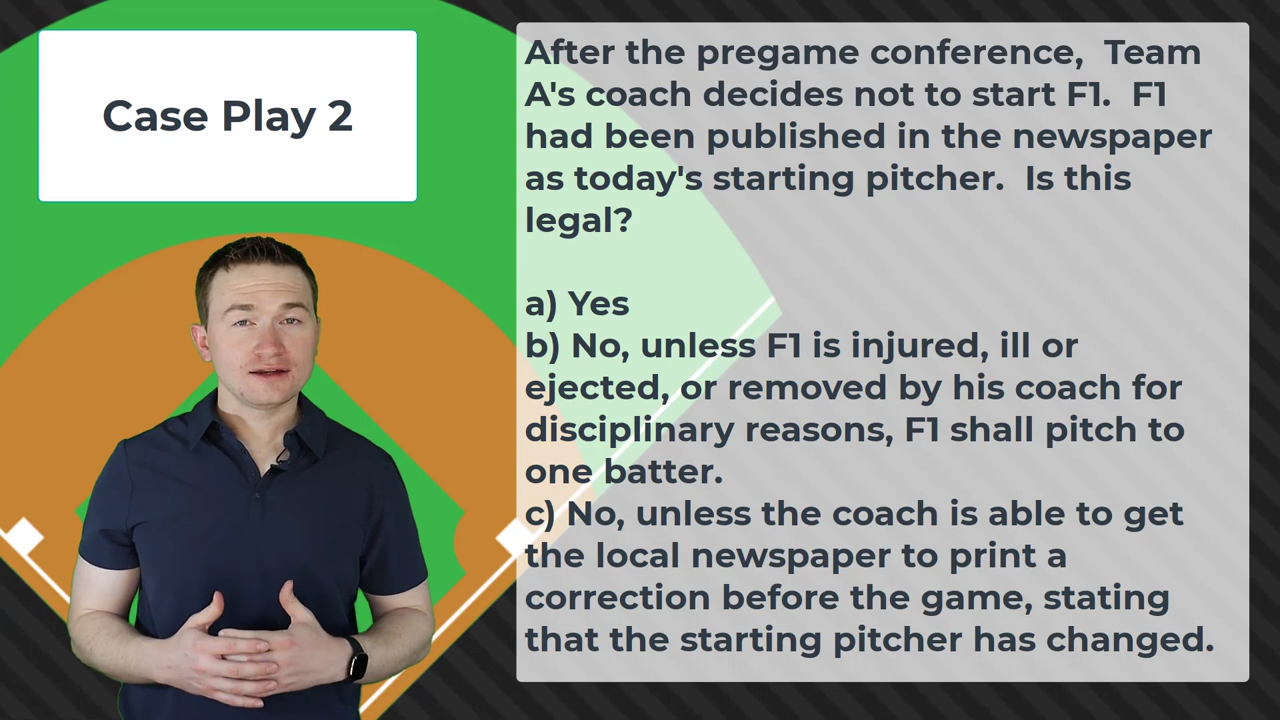 Case Play 2
After the pregame conference,  Team
A's coach decides not to start F1.  F1
had been published in the newspaper
as today's starting pitcher.  Is this
legal?
a) Yes
b) No, unless F1 is injured, ill or
ejected, or removed by his coach for
disciplinary reasons, F1 shall pitch to
one batter.
c) No, unless the coach is able to get
the local newspaper to print a
correction before the game, stating
that the starting pitcher has changed.